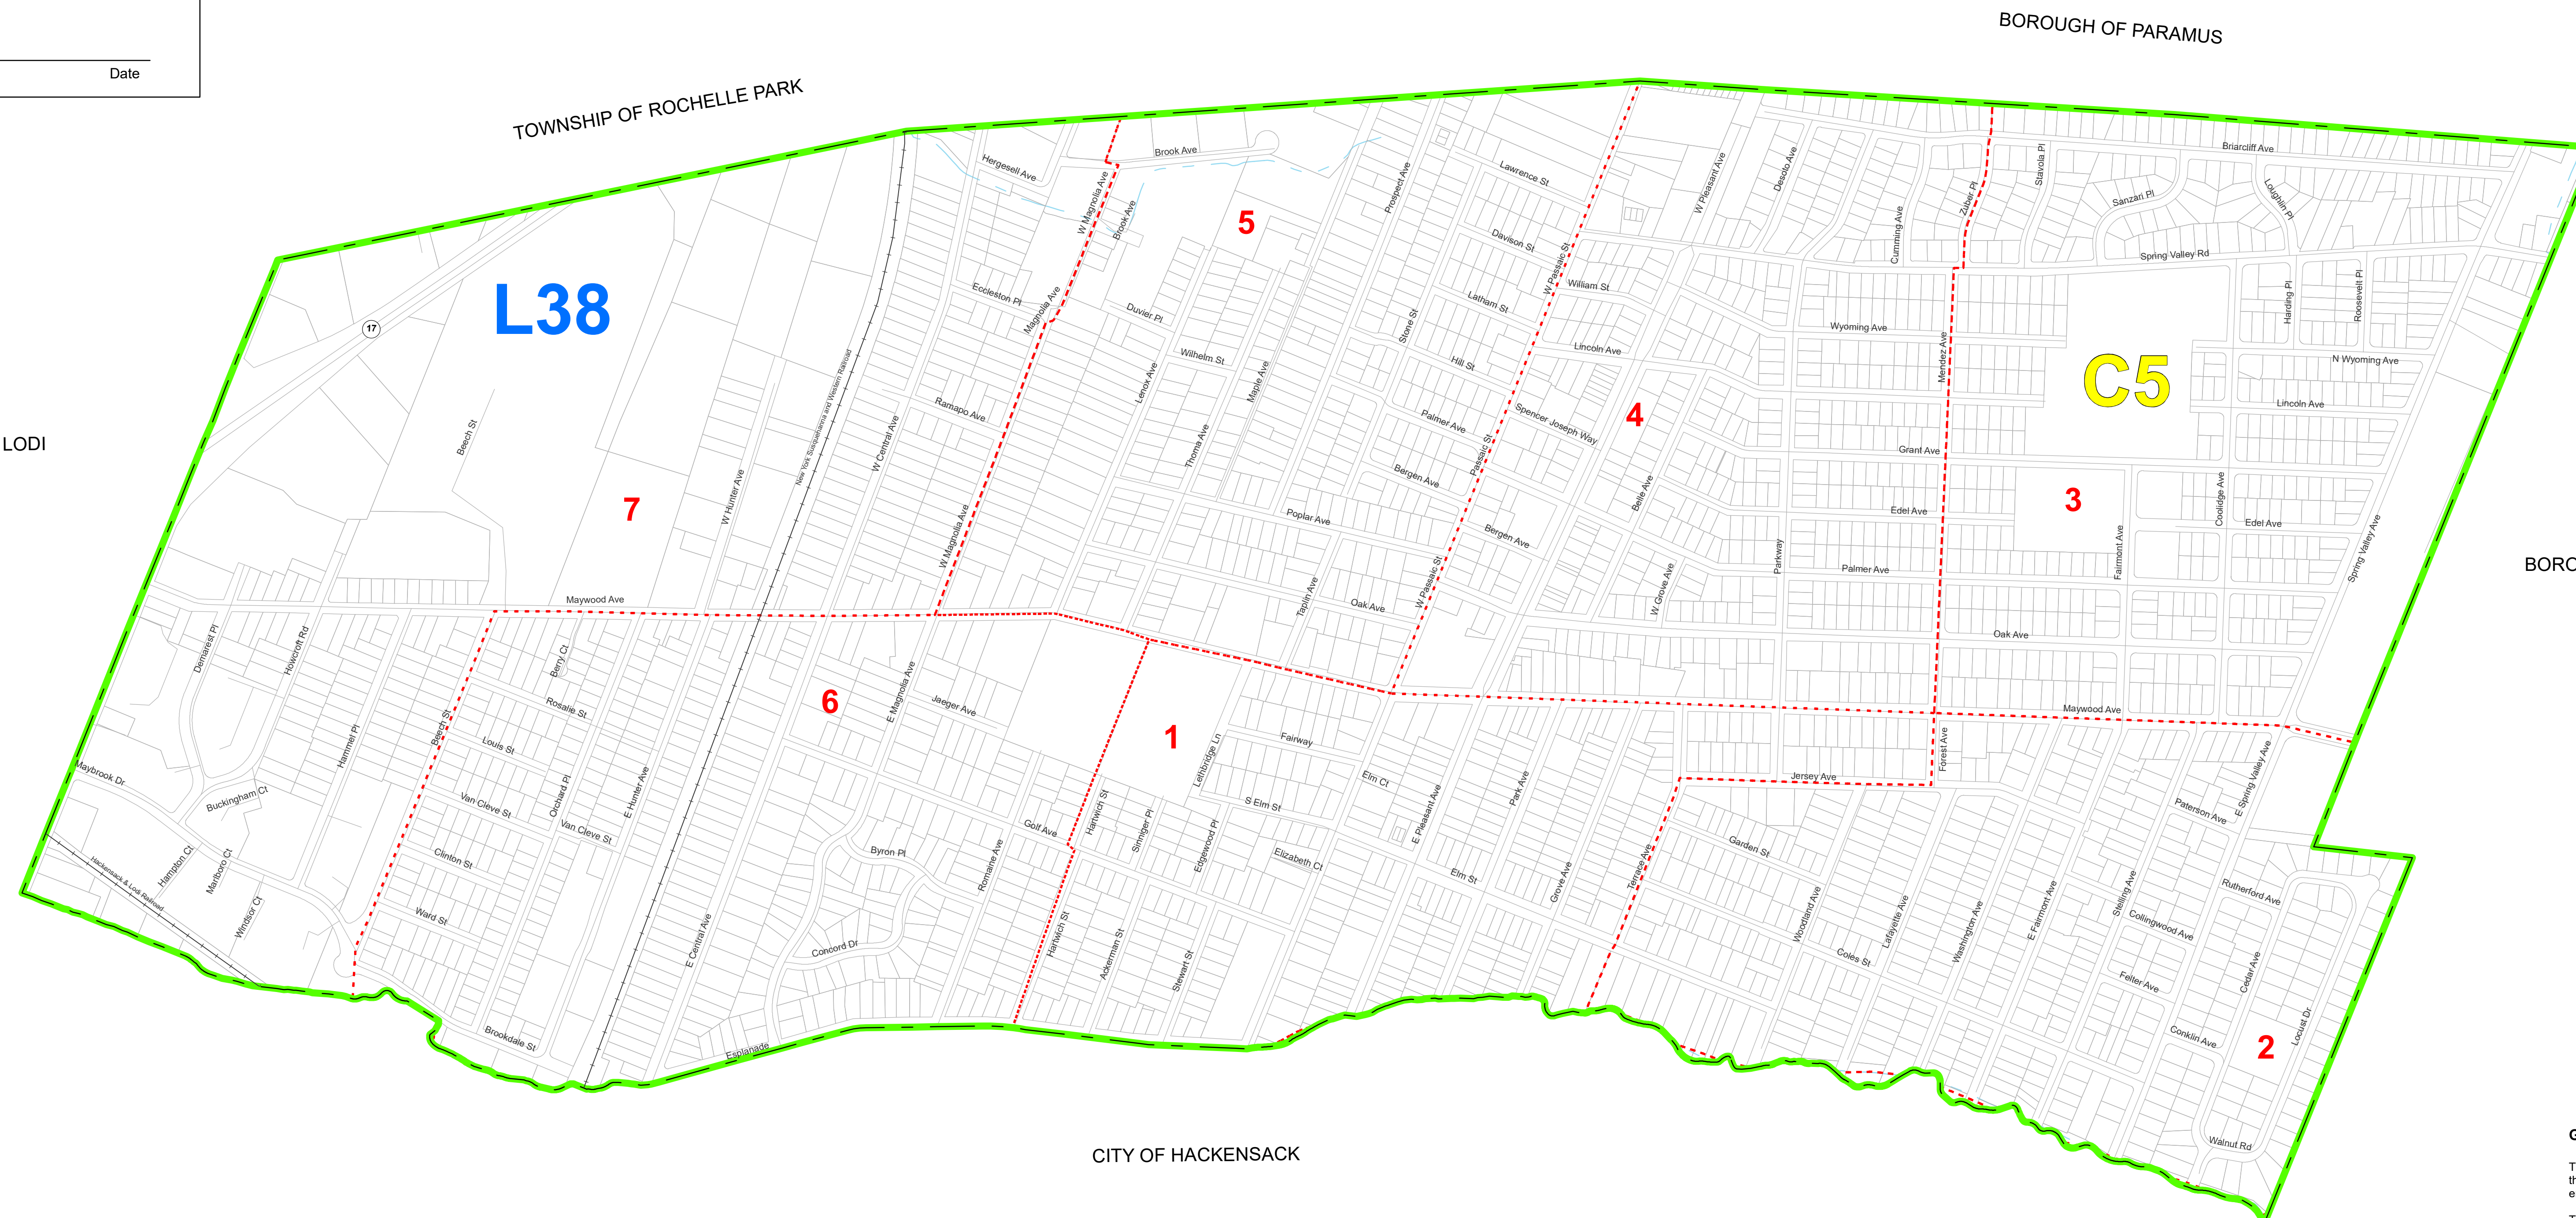 BOROUGH OF PARAMUS
Date
TOWNSHIP OF ROCHELLE PARK
LODI
BORO
CITY OF HACKENSACK
L38
C5
17
7
5
4
3
6
1
2
Hergesell Ave
Brook Ave
W Magnolia Ave
Brook Ave
Prospect Ave
Lawrence St
Davison St
W Passaic St
W Pleasant Ave
Desoto Ave
Cumming Ave
Zuber Pl
Stavola Pl
Briarcliff Ave
Sanzari Pl
Loughlin Pl
Spring Valley Rd
Eccleston Pl
Magnolia Ave
Duvier Pl
Latham St
William St
Stone St
Wilhelm St
Hill St
Lincoln Ave
Wyoming Ave
Mendez Ave
Harding Pl
Roosevelt Pl
N Wyoming Ave
Lincoln Ave
New York Susquehanna and Western Railroad
Lenox Ave
Maple Ave
Ramapo Ave
Beech St
W Central Ave
Thoma Ave
Palmer Ave
Spencer Joseph Way
Passaic St
Bergen Ave
Grant Ave
W Hunter Ave
W Magnolia Ave
Poplar Ave
Bergen Ave
Belle Ave
Edel Ave
Coolidge Ave
Edel Ave
Parkway
Fairmont Ave
Spring Valley Ave
Palmer Ave
Taplin Ave
Oak Ave
W Passaic St
W Grove Ave
Oak Ave
Maywood Ave
Maywood Ave
Demarest Pl
Howcroft Rd
Berry Ct
Rosalie St
Beech St
Hammel Pl
Louis St
E Magnolia Ave
Jaeger Ave
Lethbridge Ln
Fairway
Elm Ct
Forest Ave
Jersey Ave
Park Ave
E Pleasant Ave
E Spring Valley Ave
Paterson Ave
Maybrook Dr
Buckingham Ct
Van Cleve St
Orchard Pl
E Hunter Ave
Van Cleve St
Hartwich St
Golf Ave
Simiger Pl
S Elm St
Edgewood Pl
Elizabeth Ct
Elm St
Grove Ave
Terrace Ave
Garden St
Hackensack & Lodi Railroad
Hampton Ct
Marlboro Ct
Windsor Ct
Clinton St
Ward St
Byron Pl
Romaine Ave
Concord Dr
E Central Ave
Hartwich St
Ackerman St
Stewart St
Woodland Ave
Coles St
Lafayette Ave
Washington Ave
E Fairmont Ave
Stelling Ave
Rutherford Ave
Collingwood Ave
Feiler Ave
Cedar Ave
Conklin Ave
Locust Dr
Walnut Rd
Brookdale St
Esplanade